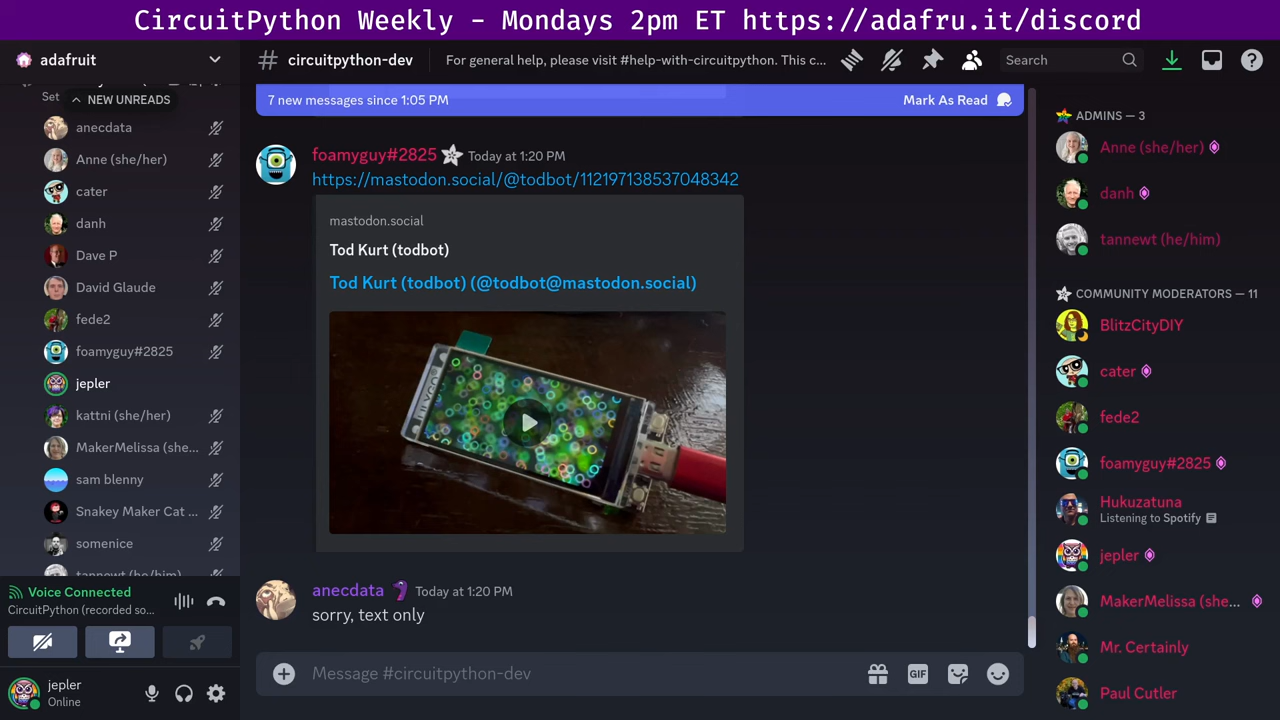 CircuitPython Weekly - Mondays 2pm ET https://adafru.it/discord
adafruit
Set
NEW UNREADS
anecdata
Anne (she/her)
cater
danh
Dave P
David Glaude
fede2
foamyguy#2825
jepler
kattni (she/her)
MakerMelissa (she...
sam blenny
Snakey Maker Cat ...
somenice
tannewt (he/him)
Voice Connected
CircuitPython (recorded so...
jepler
Online
circuitpython-dev
For general help, please visit #help-with-circuitpython. This c...
Search
7 new messages since 1:05 PM
Mark As Read
foamyguy#2825 Today at 1:20 PM
https://mastodon.social/@todbot/112197138537048342
mastodon.social
Tod Kurt (todbot)
Tod Kurt (todbot) (@todbot@mastodon.social)
LILYGO
anecdata Today at 1:20 PM
sorry, text only
Message #circuitpython-dev
GIF
ADMINS — 3
Anne (she/her)
danh
tannewt (he/him)
COMMUNITY MODERATORS — 11
BlitzCityDIY
cater
fede2
foamyguy#2825
Hukuzatuna
Listening to Spotify
jepler
MakerMelissa (she...
Mr. Certainly
Paul Cutler